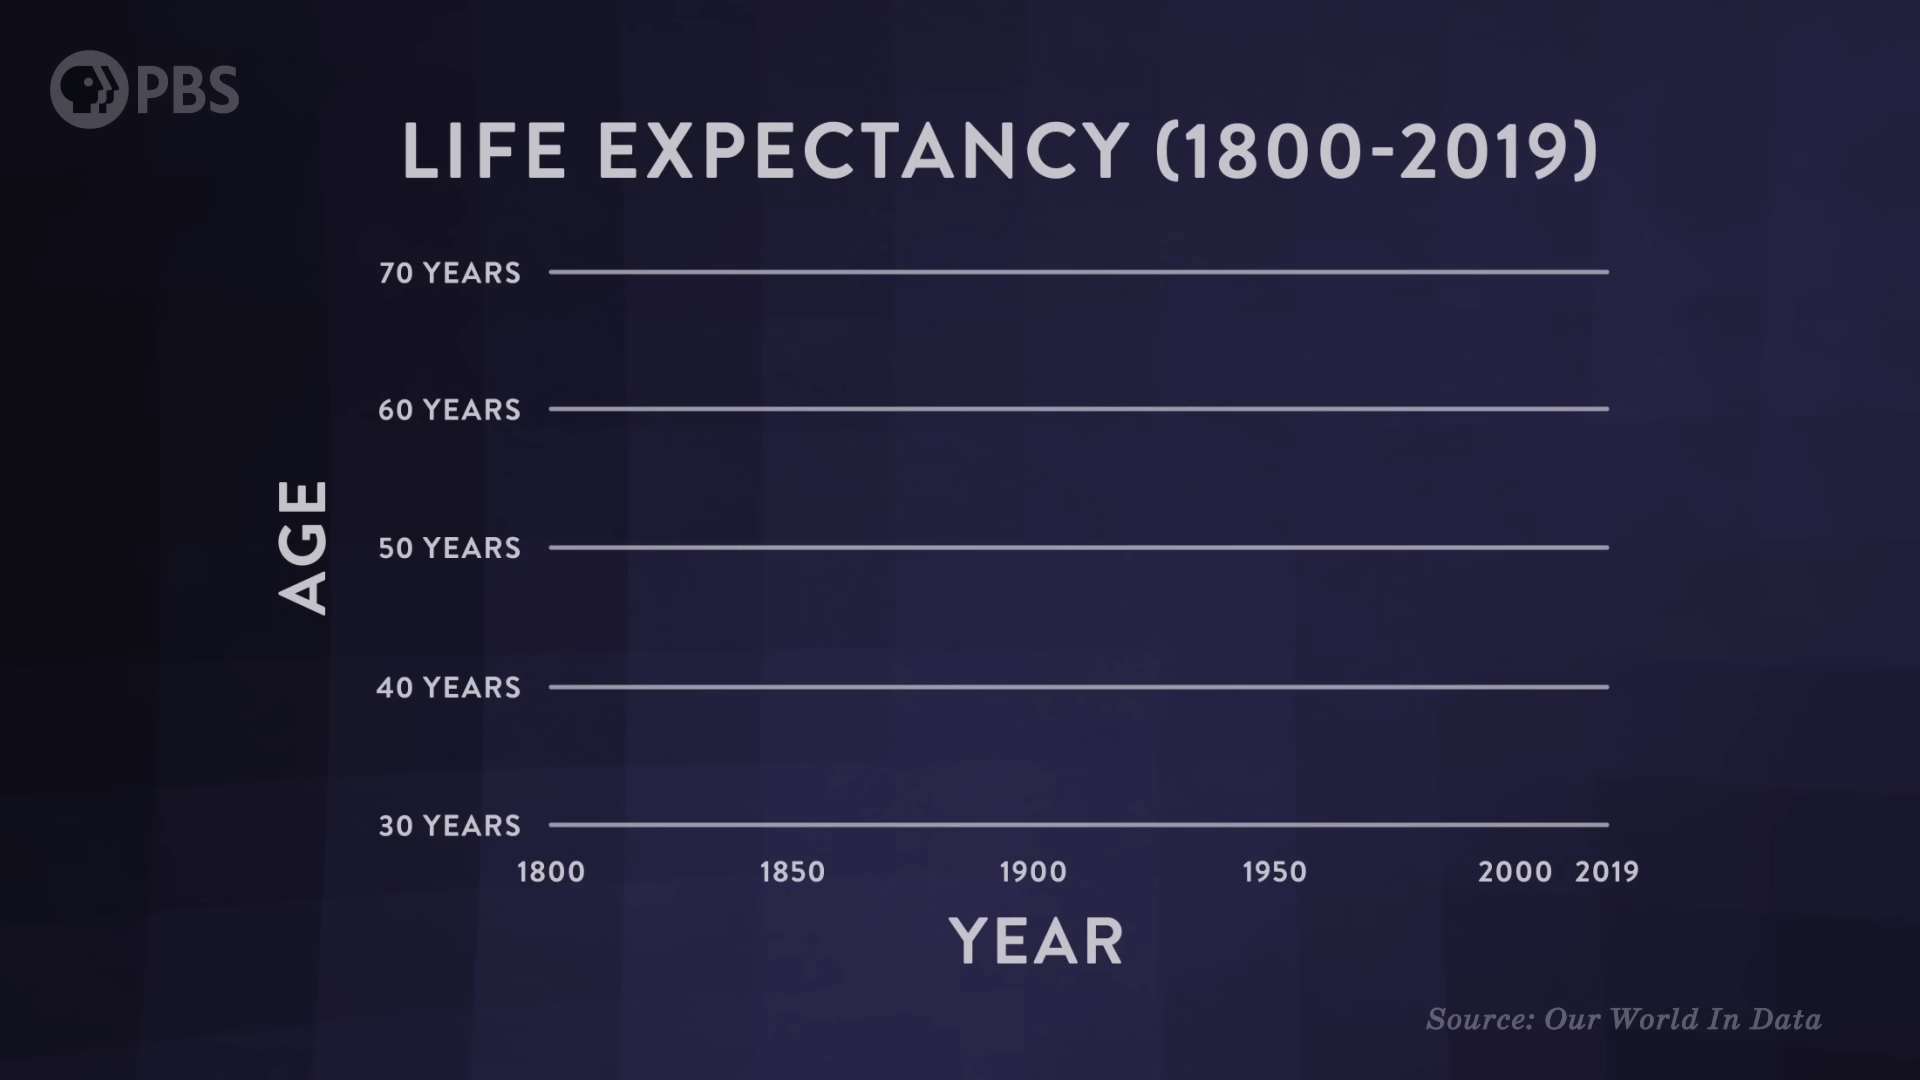 PBS
LIFE EXPECTANCY (1800-2019)
70 YEARS
60 YEARS
50 YEARS
40 YEARS
30 YEARS
AGE
1800 1850 1900 1950 2000 2019
YEAR
Source: Our World In Data